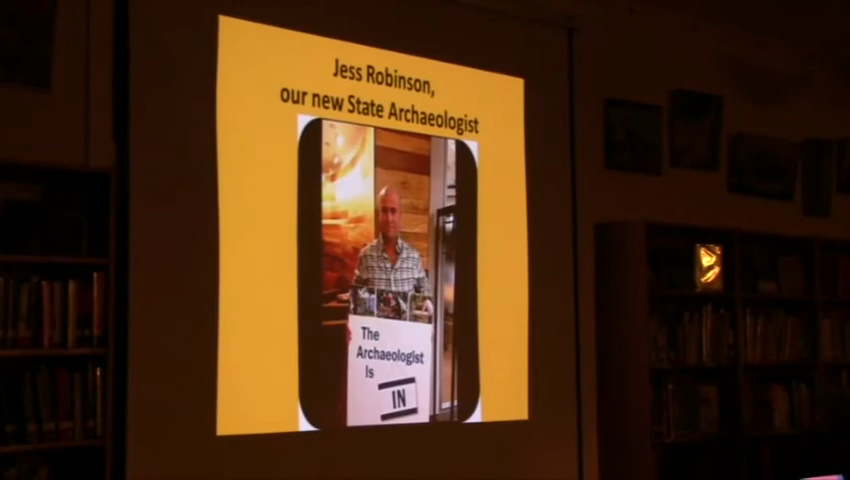 Jess Robinson,
our new State Archaeologist
The
Archaeologist
Is
IN